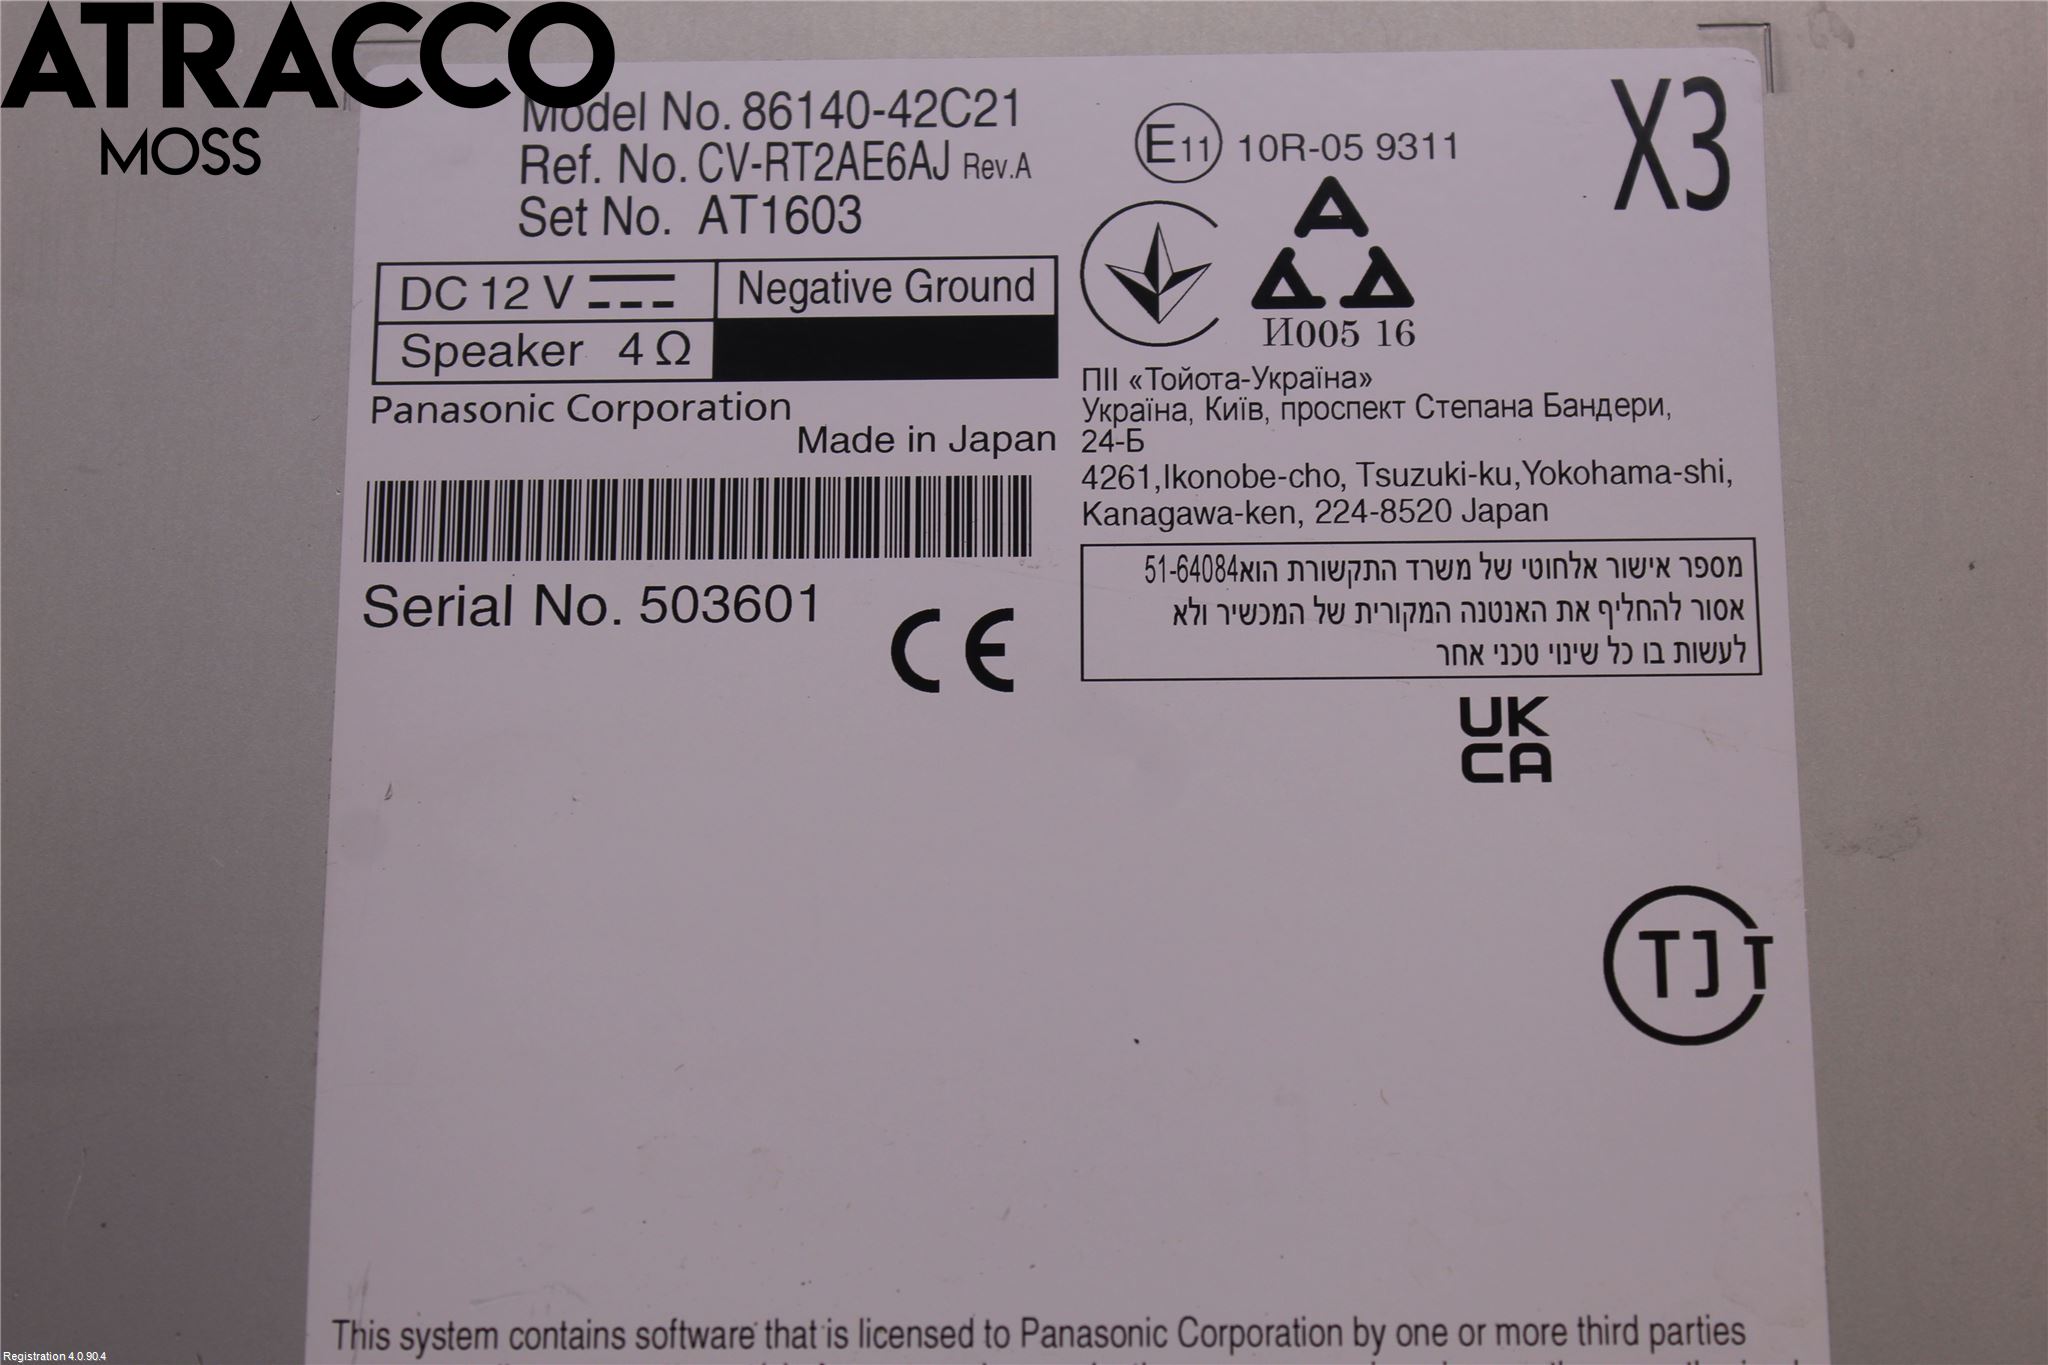 ATRACCO
MOSS
Model No. 86140-42C21
Ref. No. CV-RT2AE6AJ Rev.A
Set No. AT1603
DC 12 V
Negative Ground
Speaker 4 Ω
Panasonic Corporation
Made in Japan
Serial No. 503601
CE
E11 10R-05 9311
X3
И005 16
ПІІ «Тойота-Україна»
Україна, Київ, проспект Степана Бандери,
24-Б
4261,Ikonobe-cho, Tsuzuki-ku,Yokohama-shi,
Kanagawa-ken, 224-8520 Japan
מספר אישור אלחוטי של משרד התקשורת הוא51-64084
אסור להחליף את האנטנה המקורית של המכשיר ולא
לעשות בו כל שינוי טכני אחר
UK
CA
TJT
This system contains software that is licensed to Panasonic Corporation by one or more third parties
Registration 4.0.90.4